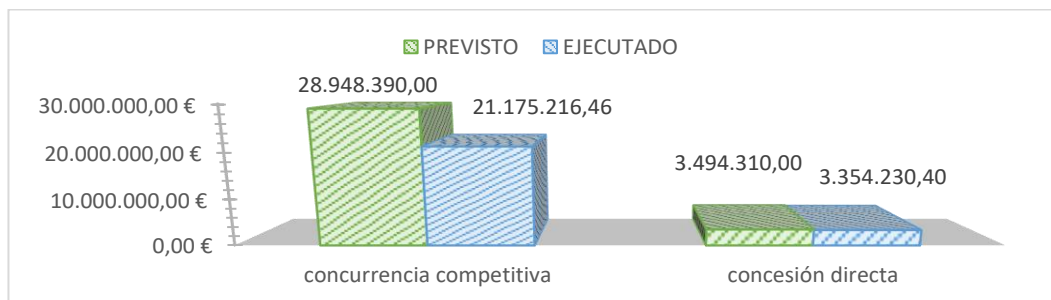 PREVISTO EJECUTADO
28.948.390,00
21.175.216,46
3.494.310,00
3.354.230,40
30.000.000,00 €
20.000.000,00 €
10.000.000,00 €
0,00 €
concurrencia competitiva
concesión directa